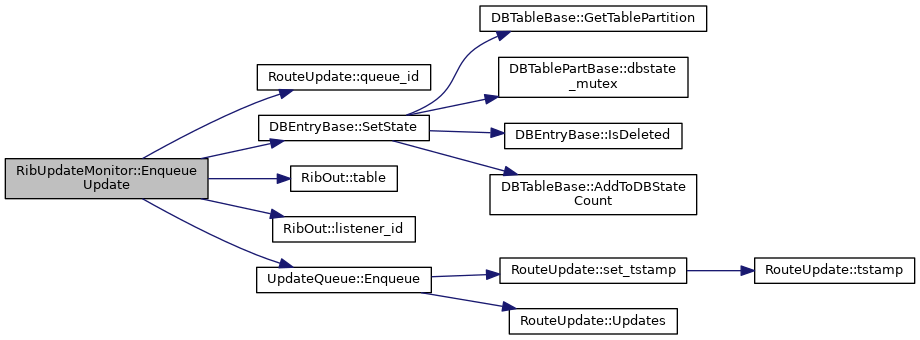 RibUpdateMonitor::Enqueue
Update
RouteUpdate::queue_id
DBEntryBase::SetState
RibOut::table
RibOut::listener_id
UpdateQueue::Enqueue
DBTableBase::GetTablePartition
DBTablePartBase::dbstate
_mutex
DBEntryBase::IsDeleted
DBTableBase::AddToDBState
Count
RouteUpdate::set_tstamp
RouteUpdate::Updates
RouteUpdate::tstamp